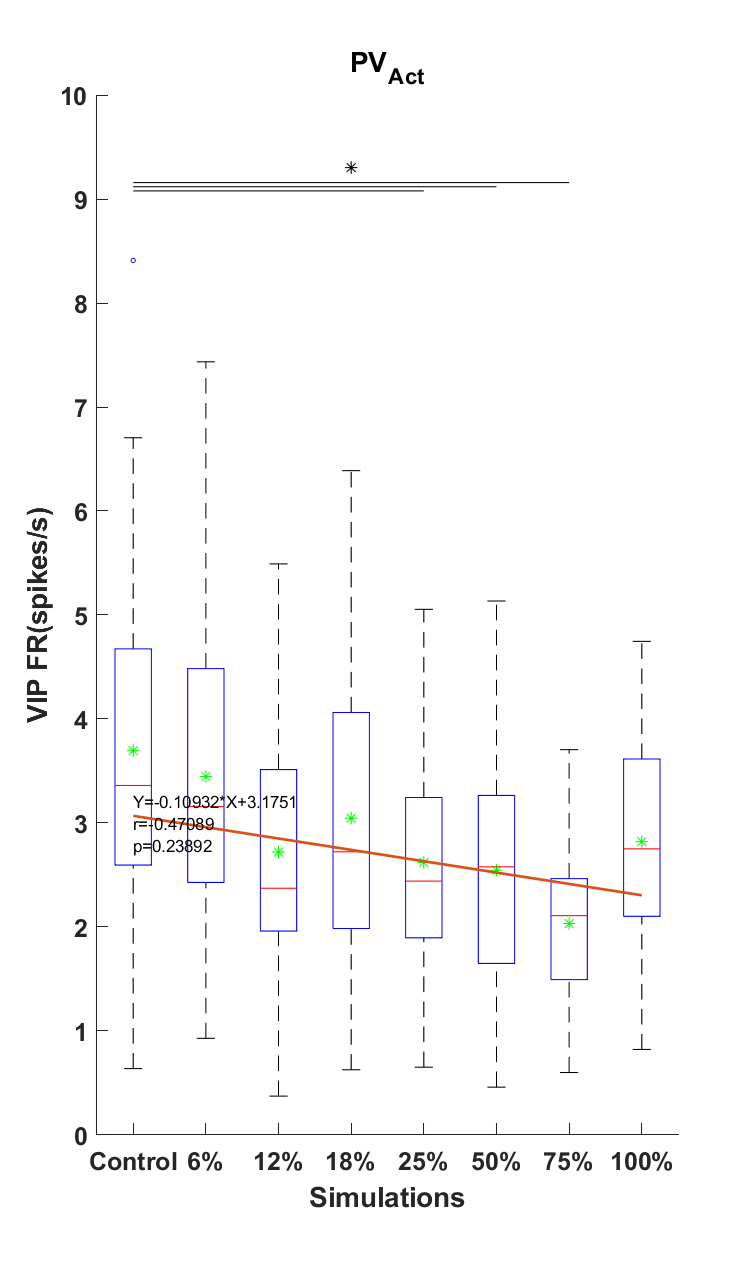 PV_Act
10
9
8
7
6
5
4
3
2
1
0
VIP FR(spikes/s)
Y=-0.10932*X+3.1751
r=-0.47089
p=0.23892
Control 6% 12% 18% 25% 50% 75% 100%
Simulations